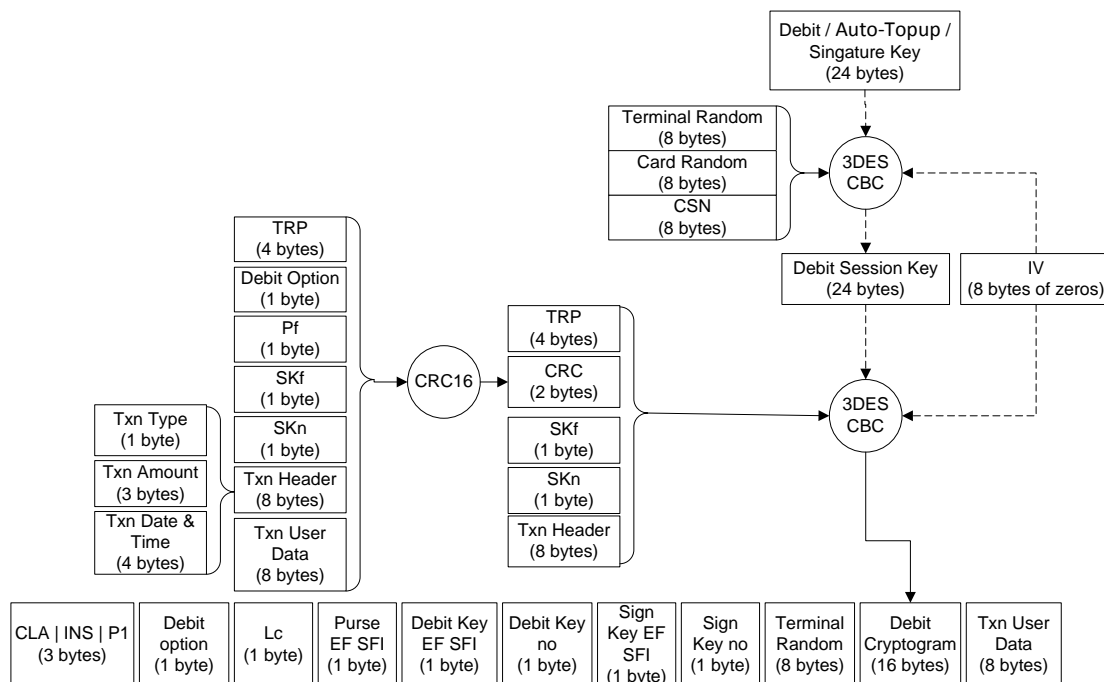 Debit / Auto-Topup /
Singature Key
(24 bytes)
Terminal Random
(8 bytes)
Card Random
(8 bytes)
CSN
(8 bytes)
3DES
CBC
Debit Session Key
(24 bytes)
IV
(8 bytes of zeros)
TRP
(4 bytes)
Debit Option
(1 byte)
Pf
(1 byte)
SKf
(1 byte)
SKn
(1 byte)
Txn Header
(8 bytes)
Txn User
Data
(8 bytes)
Txn Type
(1 byte)
Txn Amount
(3 bytes)
Txn Date &
Time
(4 bytes)
CRC16
TRP
(4 bytes)
CRC
(2 bytes)
SKf
(1 byte)
SKn
(1 byte)
Txn Header
(8 bytes)
3DES
CBC
CLA | INS | P1
(3 bytes)
Debit
option
(1 byte)
Lc
(1 byte)
Purse
EF SFI
(1 byte)
Debit Key
EF SFI
(1 byte)
Debit Key
no
(1 byte)
Sign
Key EF
SFI
(1 byte)
Sign
Key no
(1 byte)
Terminal
Random
(8 bytes)
Debit
Cryptogram
(16 bytes)
Txn User
Data
(8 bytes)